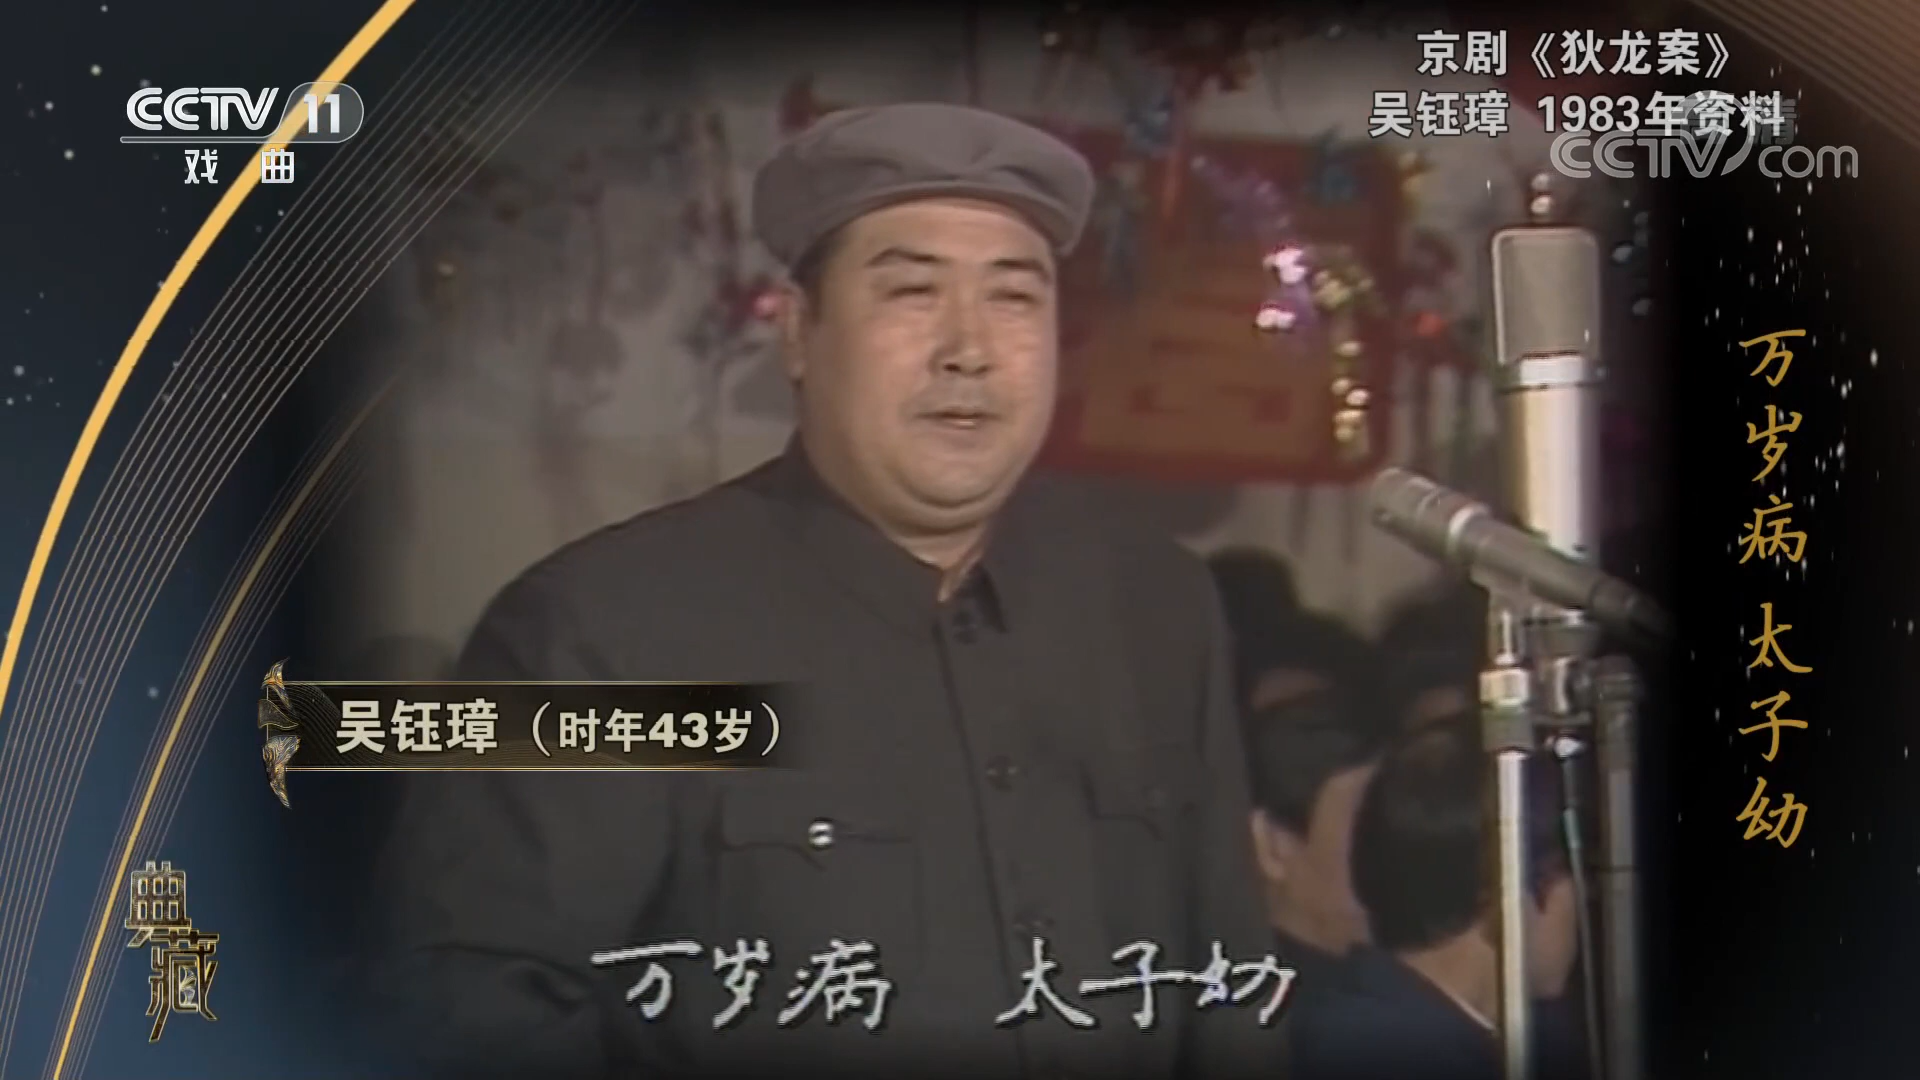 CCTV 11
戏 曲
京剧《狄龙案》
吴钰璋 1983年资料
CCTV com
万岁病 太子幼
吴钰璋（时年43岁）
典藏
万岁病 太子幼